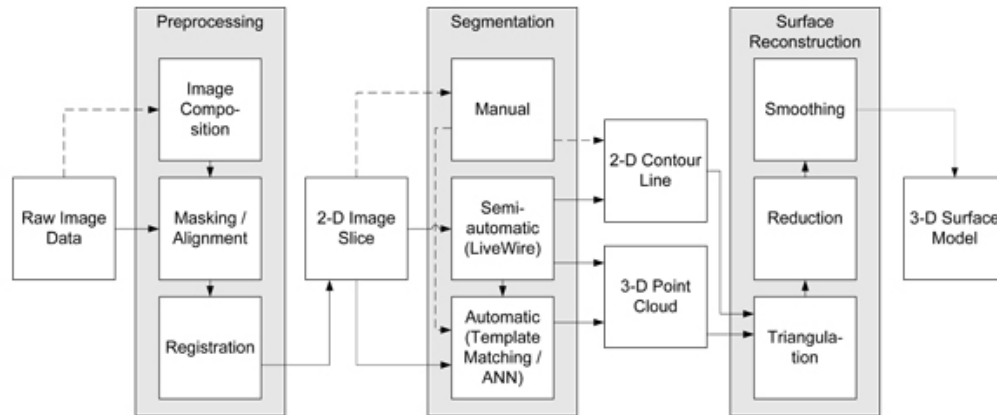 Preprocessing
Image
Compo-
sition
Raw Image
Data
Masking /
Alignment
Registration
2-D Image
Slice
Segmentation
Manual
Semi-
automatic
(LiveWire)
Automatic
(Template
Matching /
ANN)
2-D Contour
Line
3-D Point
Cloud
Surface
Reconstruction
Smoothing
Reduction
Triangula-
tion
3-D Surface
Model